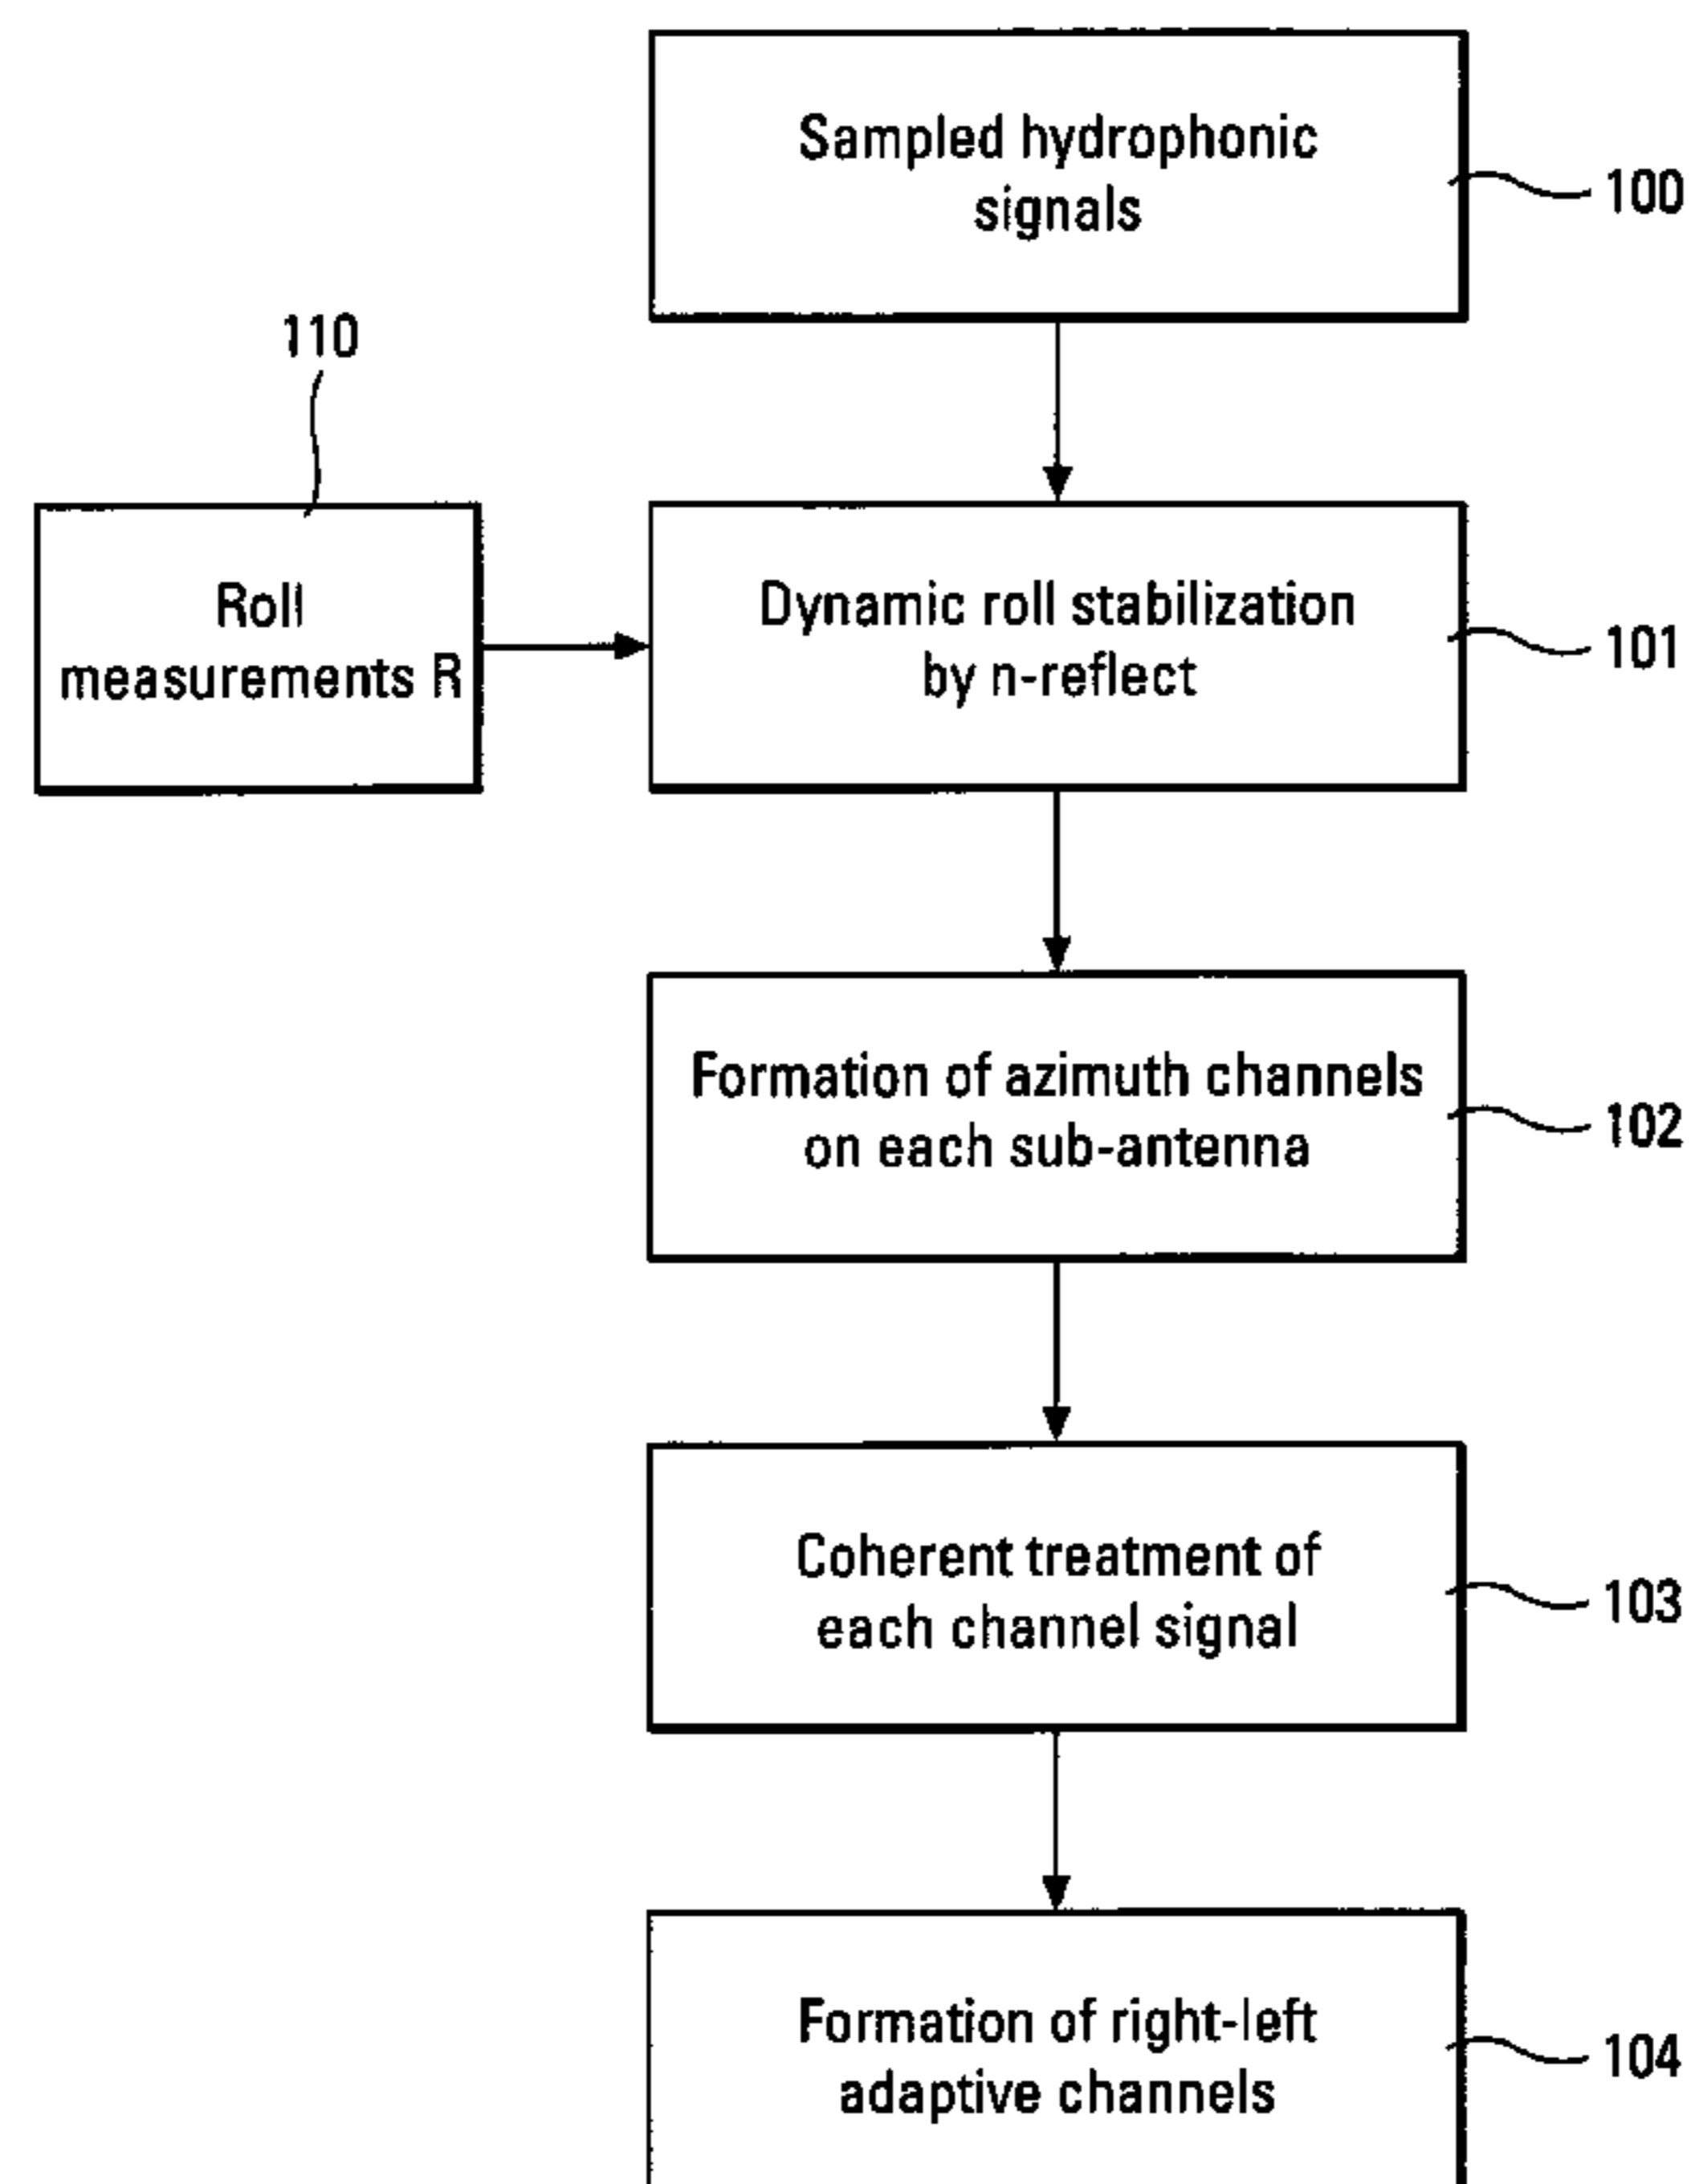 Sampled hydrophonic
signals
100
110
Roll
measurements R
Dynamic roll stabilization
by n-reflect
101
Formation of azimuth channels
on each sub-antenna
102
Coherent treatment of
each channel signal
103
Formation of right-left
adaptive channels
104